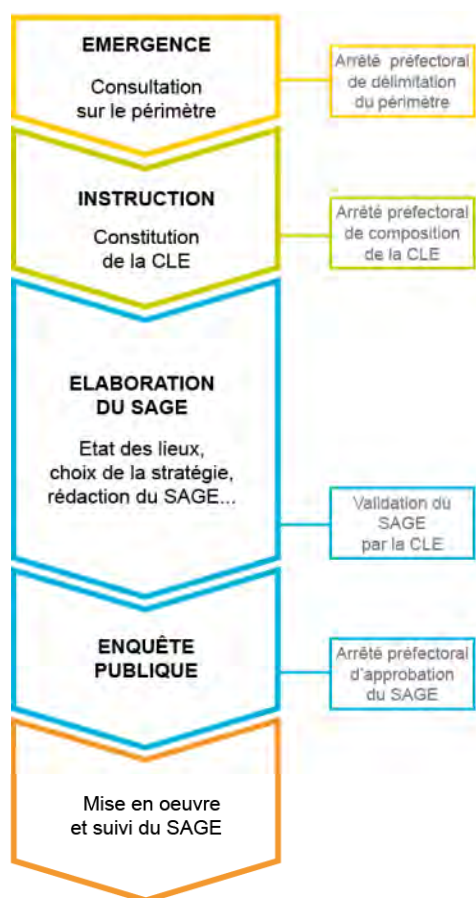 EMERGENCE
Consultation
sur le périmètre
Arrêté préfectoral
de délimitation
du périmètre
INSTRUCTION
Constitution
de la CLE
Arrêté préfectoral
de composition
de la CLE
ELABORATION
DU SAGE
Etat des lieux,
choix de la stratégie,
rédaction du SAGE...
Validation du
SAGE
par la CLE
ENQUÊTE
PUBLIQUE
Arrêté préfectoral
d'approbation
du SAGE
Mise en oeuvre
et suivi du SAGE